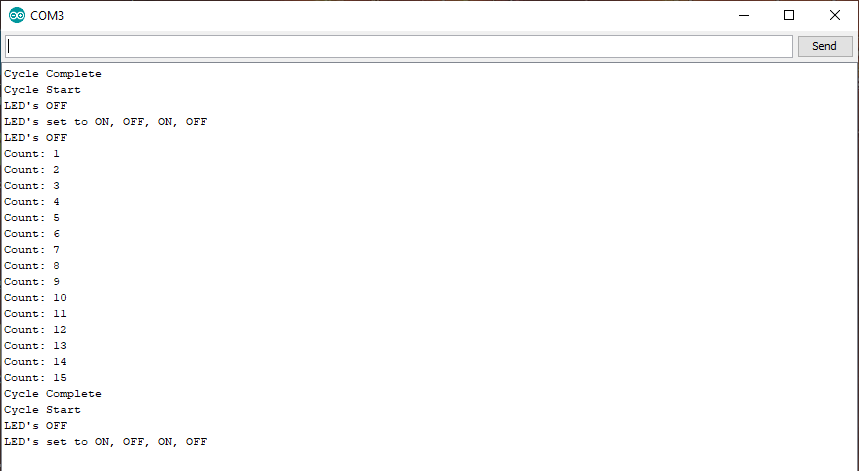 COM3
Send
Cycle Complete
Cycle Start
LED's OFF
LED's set to ON, OFF, ON, OFF
LED's OFF
Count: 1
Count: 2
Count: 3
Count: 4
Count: 5
Count: 6
Count: 7
Count: 8
Count: 9
Count: 10
Count: 11
Count: 12
Count: 13
Count: 14
Count: 15
Cycle Complete
Cycle Start
LED's OFF
LED's set to ON, OFF, ON, OFF